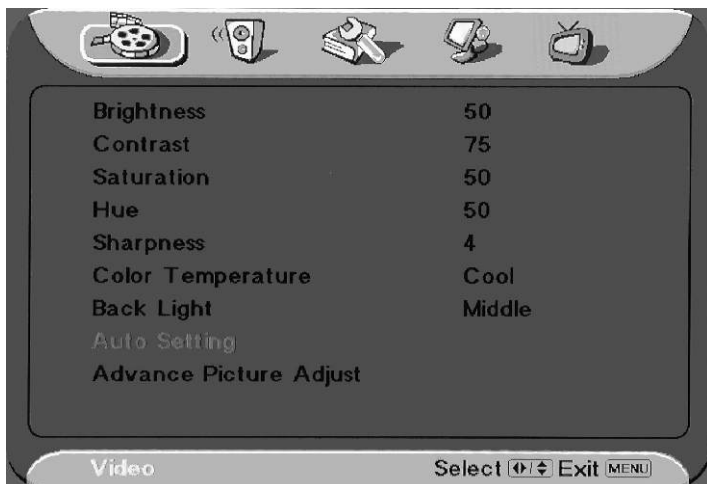 Brightness 50
Contrast 75
Saturation 50
Hue 50
Sharpness 4
Color Temperature Cool
Back Light Middle
Auto Setting
Advance Picture Adjust
Video Select Exit MENU